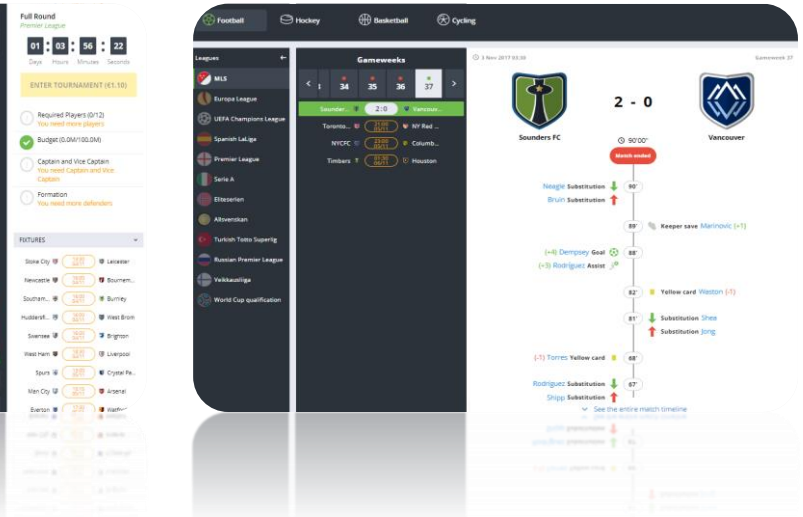 Full Round
Premier League
01 : 03 : 56 : 22
Days Hours Minutes Seconds
ENTER TOURNAMENT (€1.10)
Required Players (0/12)
You need more players
Budget (0.0M/100.0M)
Captain and Vice Captain
You need Captain and Vice
Captain
Formation
You need more defenders
FIXTURES
Stoke City Leicester
Newcastle Bournem...
Southam... Burnley
Huddersfi... West Brom
Swansea Brighton
West Ham Liverpool
Spurs Crystal Pa...
Man City Arsenal
Everton Watford
Football Hockey Basketball Cycling
Leagues
MLS
Europa League
UEFA Champions League
Spanish LaLiga
Premier League
Serie A
Eliteserien
Allsvenskan
Turkish Totto Superlig
Russian Premier League
Veikkausliiga
World Cup qualification
Gameweeks
< 34 35 36 37 >
Sounder... 2:0 Vancouv...
Toronto... NY Red ...
NYCFC Columb...
Timbers Houston
3 Nov 2017 03:30 Gameweek 37
2 - 0
Sounders FC Vancouver
90'00"
Match ended
Neagle Substitution 90'
Bruin Substitution
89' Keeper save Marinovic (+1)
(+4) Dempsey Goal 88'
(+3) Rodríguez Assist
82' Yellow card Weston (-1)
81' Substitution Shea
Substitution Jong
(-1) Torres Yellow card 68'
Rodríguez Substitution 67'
Shipp Substitution
See the entire match timeline